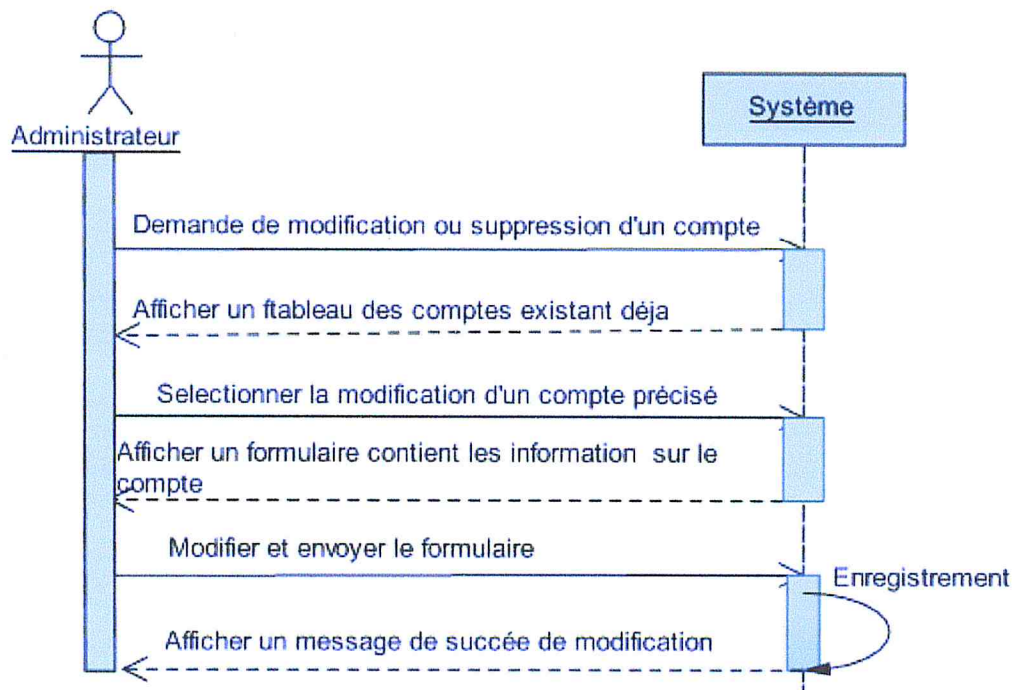 Administrateur
Système
Demande de modification ou suppression d'un compte
Afficher un ftableau des comptes existant déja
Selectionner la modification d'un compte précisé
Afficher un formulaire contient les information sur le
compte
Modifier et envoyer le formulaire
Enregistrement
Afficher un message de succée de modification